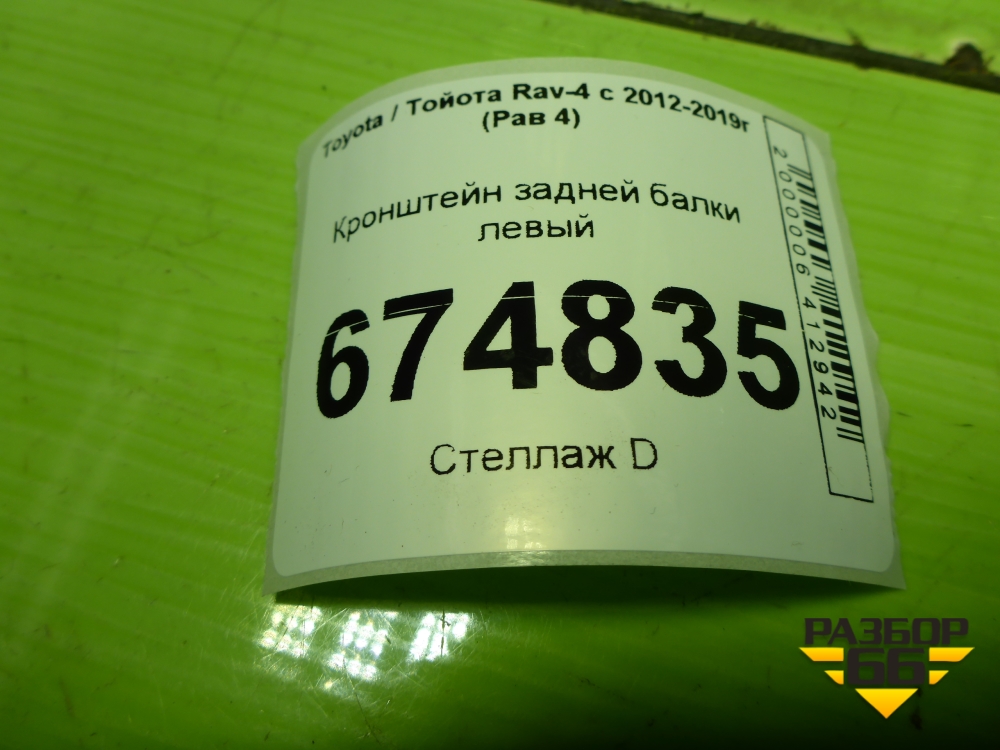 Toyota / Тойота Rav-4 с 2012-2019г
(Рав 4)
Кронштейн задней балки
левый
674835
Стеллаж D
2000006412942
РАЗБОР
66